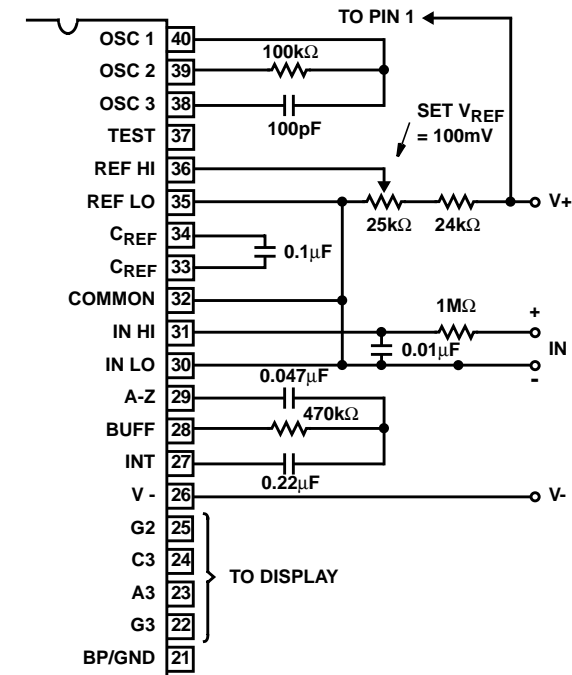 TO PIN 1
OSC 1 40
100kΩ
OSC 2 39
OSC 3 38
100pF
SET VREF
= 100mV
TEST 37
REF HI 36
REF LO 35
V+
25kΩ 24kΩ
CREF 34
0.1μF
CREF 33
COMMON 32
1MΩ
+
IN HI 31
IN
0.01μF
IN LO 30
-
0.047μF
A-Z 29
470kΩ
BUFF 28
INT 27
0.22μF
V - 26
V-
G2 25
C3 24
TO DISPLAY
A3 23
G3 22
BP/GND 21